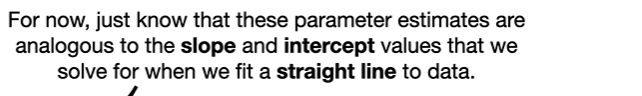 For now, just know that these parameter estimates are
analogous to the slope and intercept values that we
solve for when we fit a straight line to data.